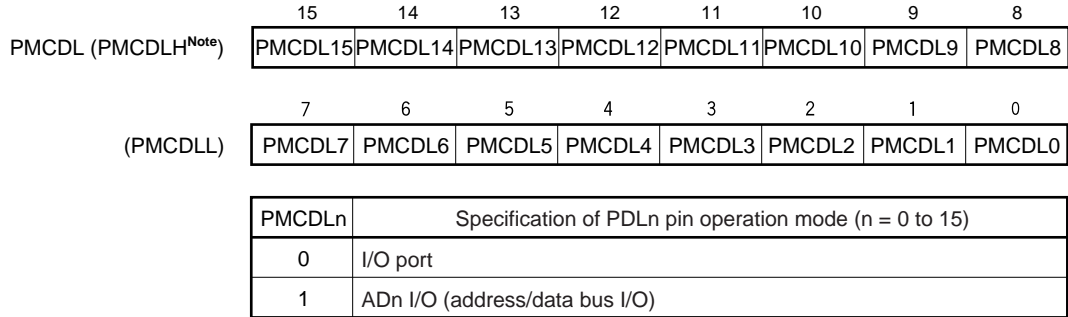 15 14 13 12 11 10 9 8
PMCDL (PMCDLHNote) PMCDL15 PMCDL14 PMCDL13 PMCDL12 PMCDL11 PMCDL10 PMCDL9 PMCDL8
7 6 5 4 3 2 1 0
(PMCDLL) PMCDL7 PMCDL6 PMCDL5 PMCDL4 PMCDL3 PMCDL2 PMCDL1 PMCDL0
PMCDLn Specification of PDLn pin operation mode (n = 0 to 15)
0 I/O port
1 ADn I/O (address/data bus I/O)